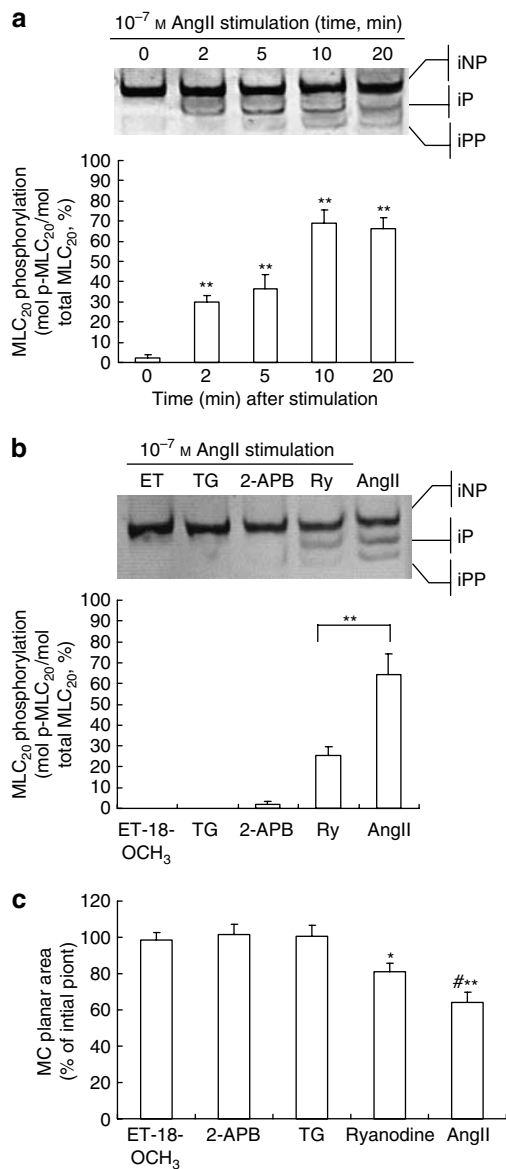 a
10⁻⁷ M AngII stimulation (time, min)
0 2 5 10 20
iNP
iP
iPP
100
90
80
70
60
50
40
30
20
10
0
MLC₂₀ phosphorylation
(mol p-MLC₂₀/mol
total MLC₂₀, %)
** ** ** **
0 2 5 10 20
Time (min) after stimulation
b
10⁻⁷ M AngII stimulation
ET TG 2-APB Ry AngII
iNP
iP
iPP
100
90
80
70
60
50
40
30
20
10
0
MLC₂₀ phosphorylation
(mol p-MLC₂₀/mol
total MLC₂₀, %)
**
ET-18-
OCH₃
TG 2-APB Ry AngII
c
120
100
80
60
40
20
0
MC planar area
(% of intial piont)
*
#**
ET-18-
OCH₃
2-APB TG Ryanodine AngII